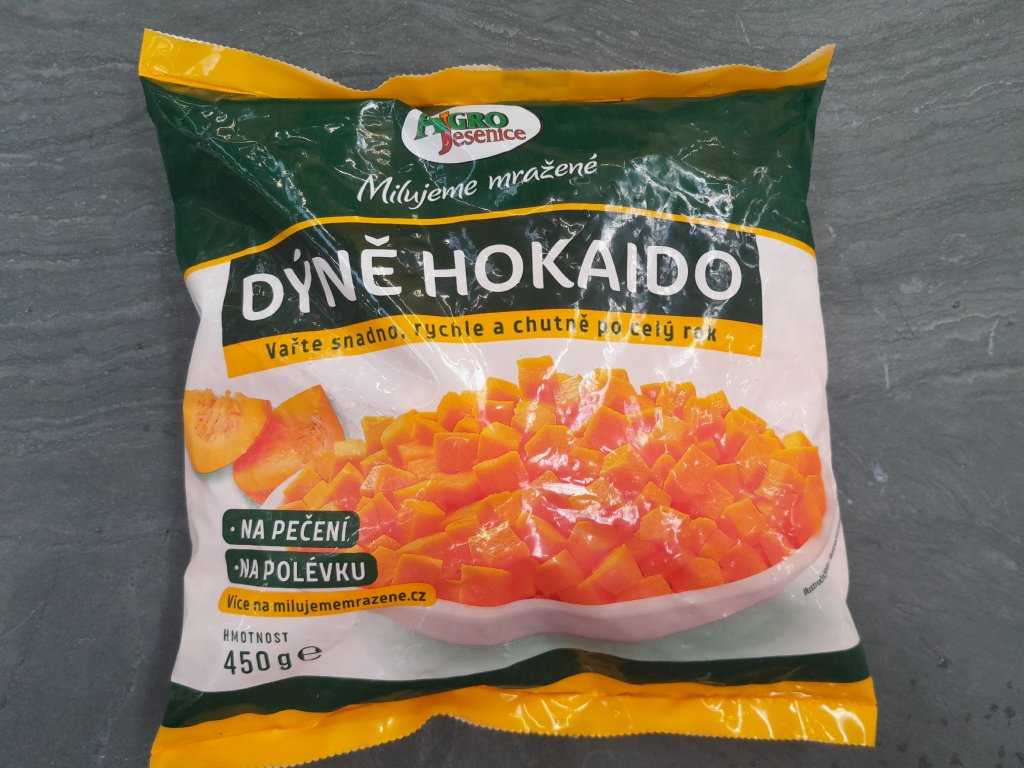 AGRO
Jesenice
Milujeme mražené
DÝNĚ HOKAIDO
Vařte snadno, rychle a chutně po celý rok
• NA PEČENÍ
• NA POLÉVKU
Více na milujememrazene.cz
HMOTNOST
450 g ℮